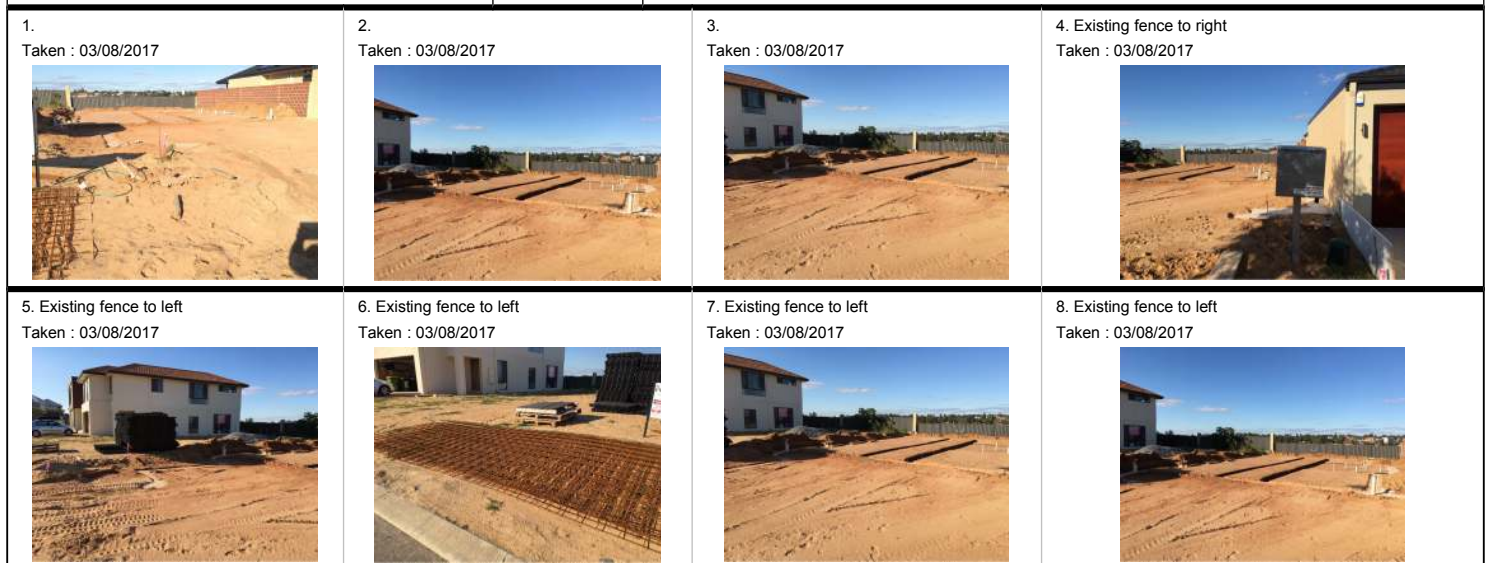 1.
Taken : 03/08/2017
2.
Taken : 03/08/2017
3.
Taken : 03/08/2017
4. Existing fence to right
Taken : 03/08/2017
5. Existing fence to left
Taken : 03/08/2017
6. Existing fence to left
Taken : 03/08/2017
7. Existing fence to left
Taken : 03/08/2017
8. Existing fence to left
Taken : 03/08/2017